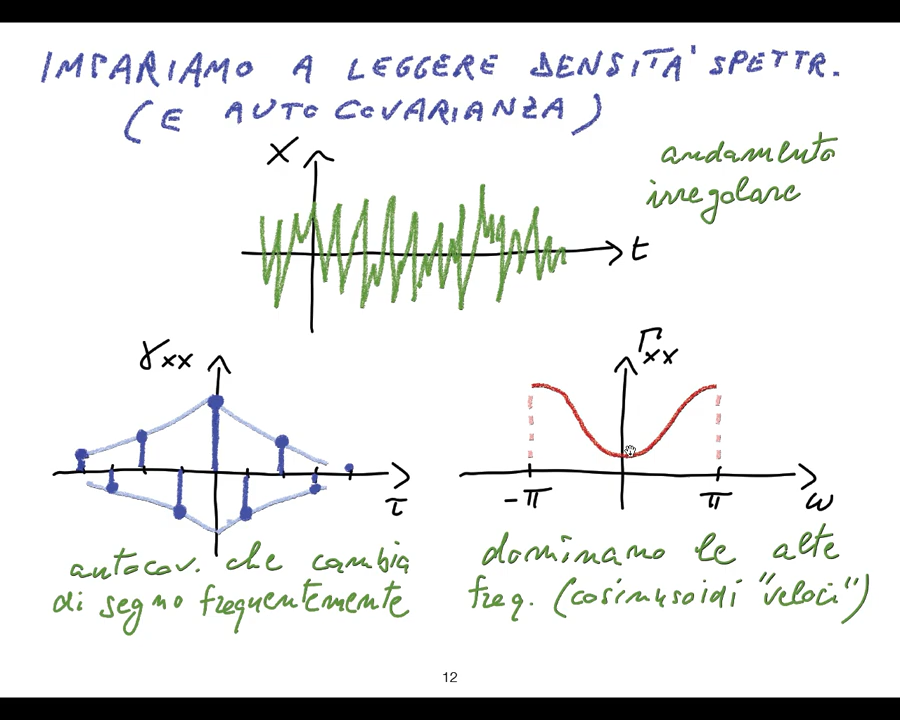 IMPARIAMO A LEGGERE DENSITA' SPETTR.
(E AUTOCOVARIANZA)
X
andamento
irregolare
t
γxx
Γxx
τ
-π
π
ω
autocov. che cambia
di segno frequentemente
dominano le alte
freq. (cosinusoidi "veloci")
12